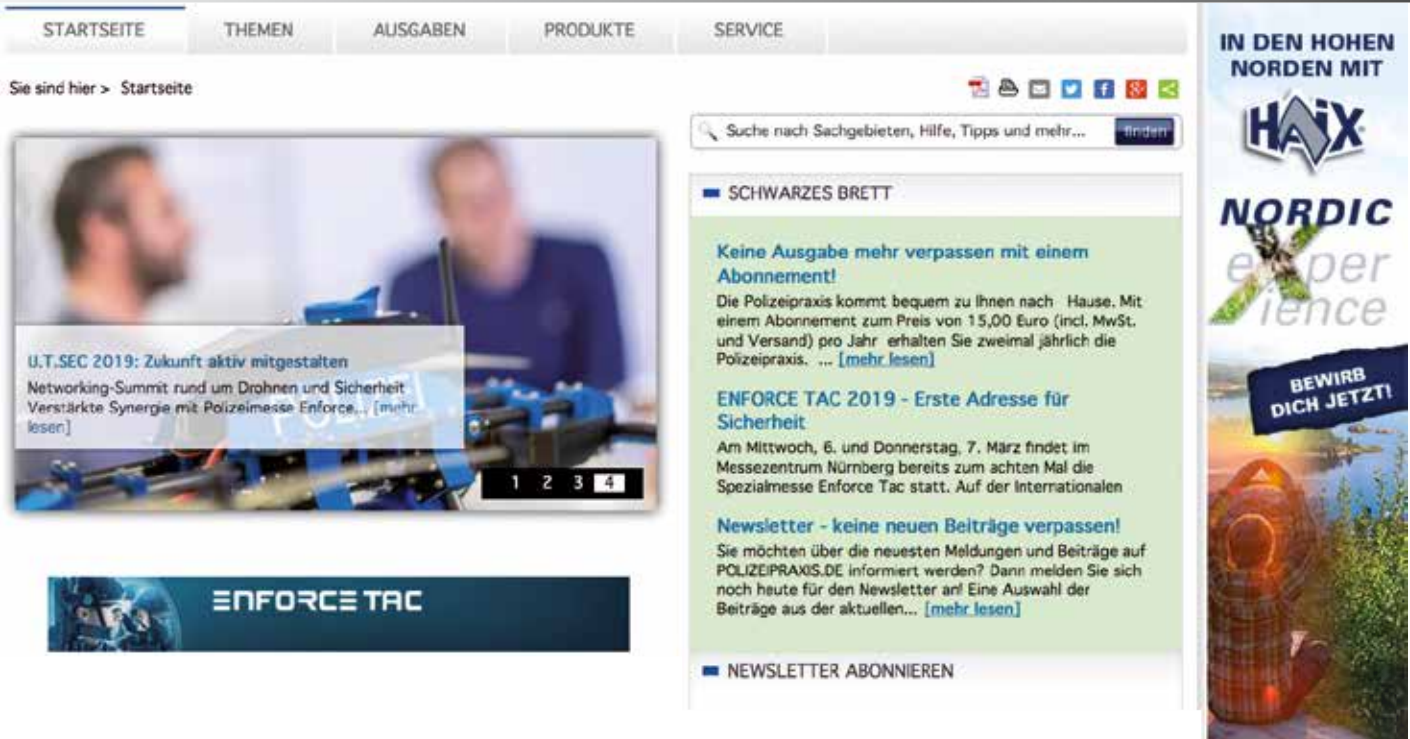 STARTSEITE THEMEN AUSGABEN PRODUKTE SERVICE
Sie sind hier > Startseite
Suche nach Sachgebieten, Hilfe, Tipps und mehr... finden
U.T.SEC 2019: Zukunft aktiv mitgestalten
Networking-Summit rund um Drohnen und Sicherheit
Verstärkte Synergie mit Polizeimesse Enforce... [mehr
lesen]
POLIZEI
1 2 3 4
ENFORCE TAC
SCHWARZES BRETT
Keine Ausgabe mehr verpassen mit einem
Abonnement!
Die Polizeipraxis kommt bequem zu Ihnen nach Hause. Mit
einem Abonnement zum Preis von 15,00 Euro (incl. MwSt.
und Versand) pro Jahr erhalten Sie zweimal jährlich die
Polizeipraxis. ... [mehr lesen]
ENFORCE TAC 2019 - Erste Adresse für
Sicherheit
Am Mittwoch, 6. und Donnerstag, 7. März findet im
Messezentrum Nürnberg bereits zum achten Mal die
Spezialmesse Enforce Tac statt. Auf der Internationalen
Newsletter - keine neuen Beiträge verpassen!
Sie möchten über die neuesten Meldungen und Beiträge auf
POLIZEIPRAXIS.DE informiert werden? Dann melden Sie sich
noch heute für den Newsletter an! Eine Auswahl der
Beiträge aus der aktuellen... [mehr lesen]
NEWSLETTER ABONNIEREN
IN DEN HOHEN
NORDEN MIT
HAIX
NORDIC
eXper
ience
BEWIRB
DICH JETZT!